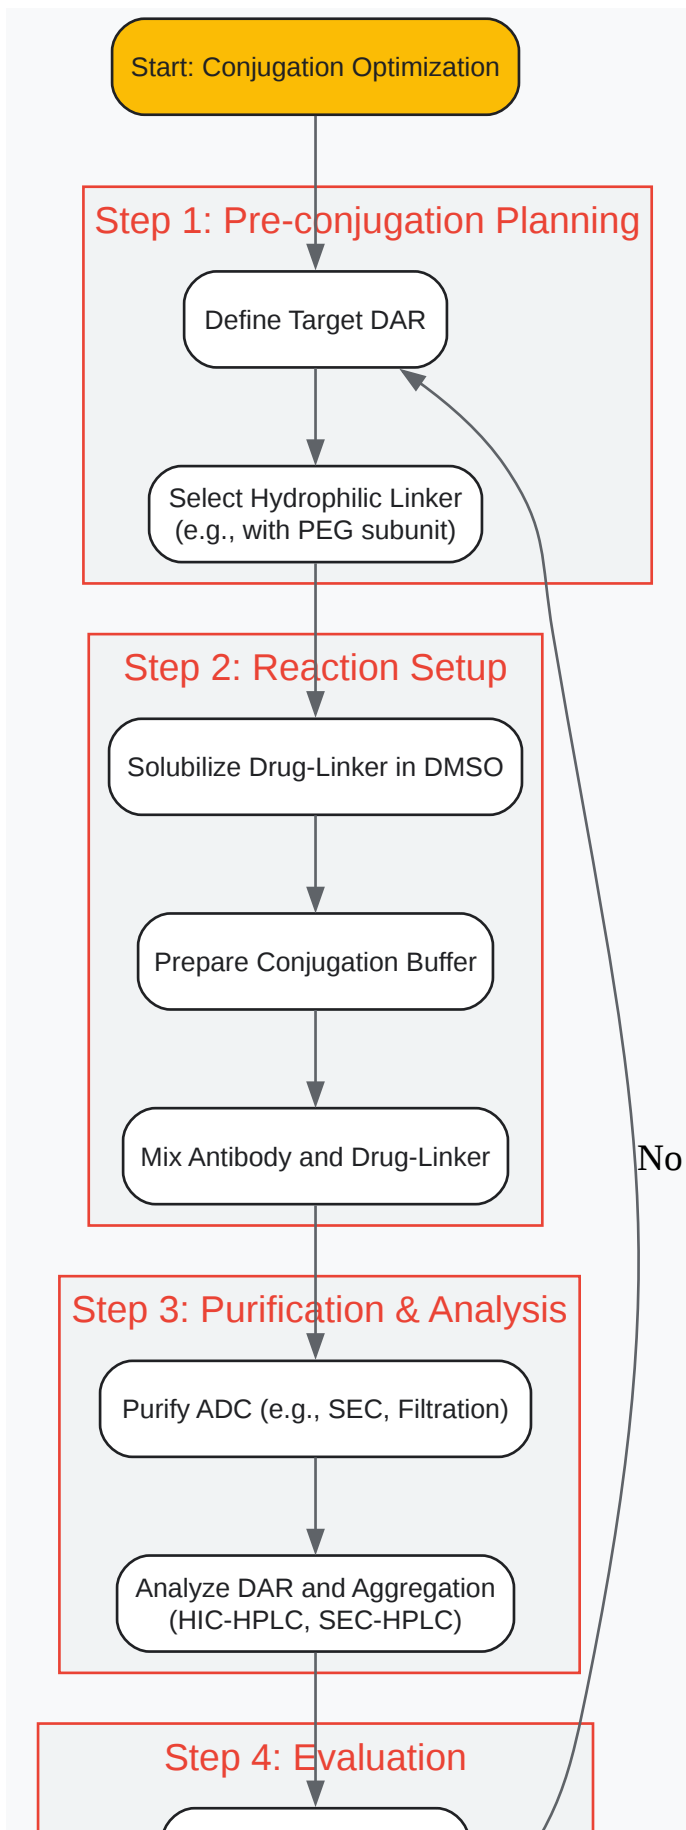 Start: Conjugation Optimization
Step 1: Pre-conjugation Planning
Define Target DAR
Select Hydrophilic Linker
(e.g., with PEG subunit)
Step 2: Reaction Setup
Solubilize Drug-Linker in DMSO
Prepare Conjugation Buffer
Mix Antibody and Drug-Linker
No
Step 3: Purification & Analysis
Purify ADC (e.g., SEC, Filtration)
Analyze DAR and Aggregation
(HIC-HPLC, SEC-HPLC)
Step 4: Evaluation